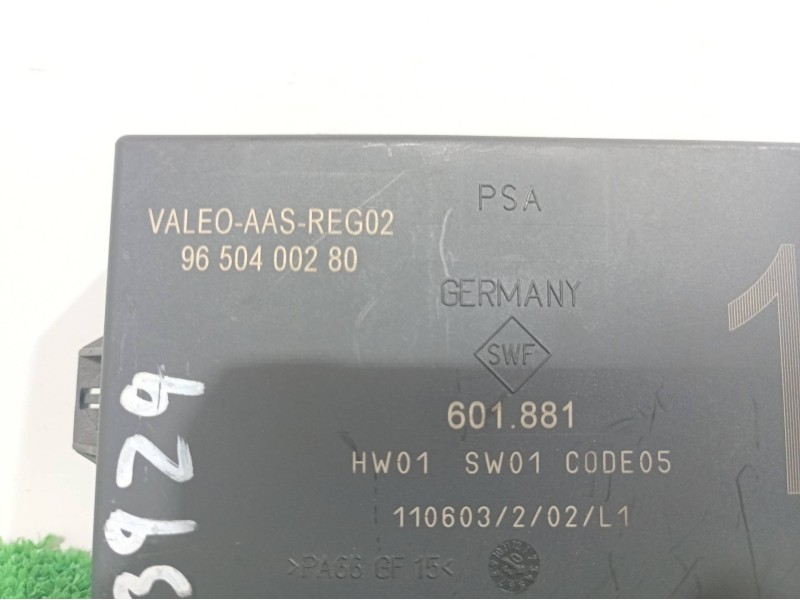 VALEO-AAS-REG02
96 504 002 80
PSA
GERMANY
SWF
601.881
HW01 SW01 CODE05
110603/2/02/L1
>PA66 GF 15<
1
3929